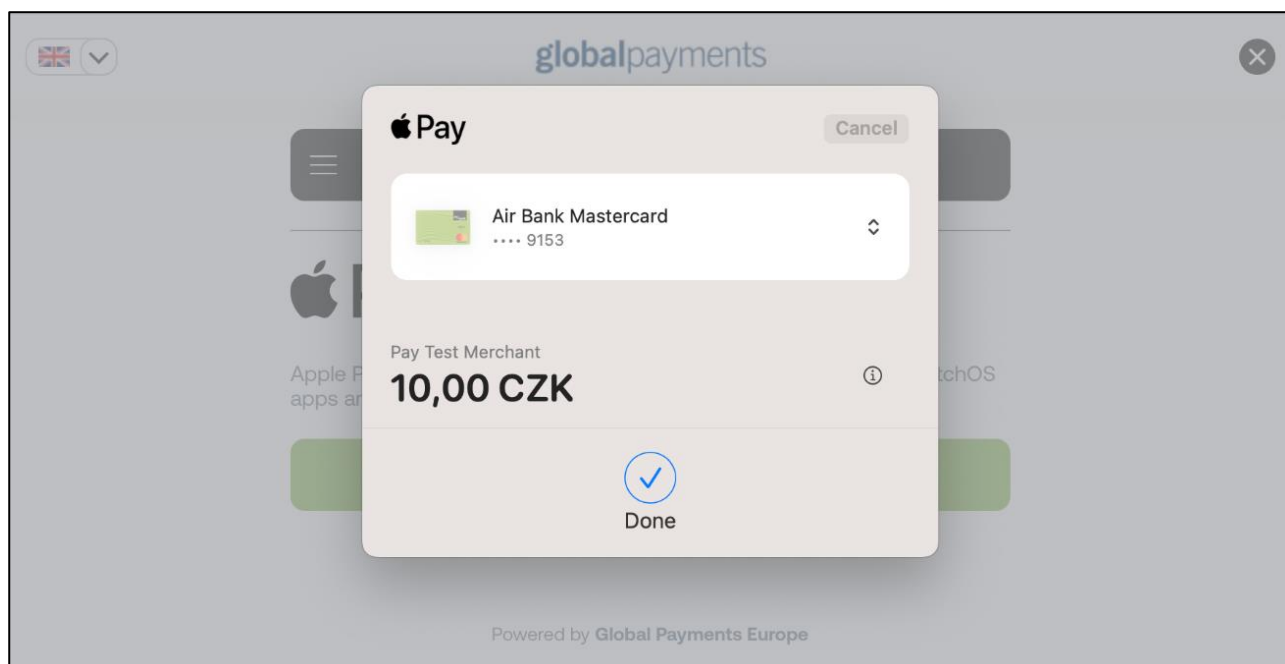 globalpayments
Pay
Cancel
Air Bank Mastercard
•••• 9153
Pay Test Merchant
10,00 CZK
Apple P
tchOS
apps ar
Done
Powered by Global Payments Europe